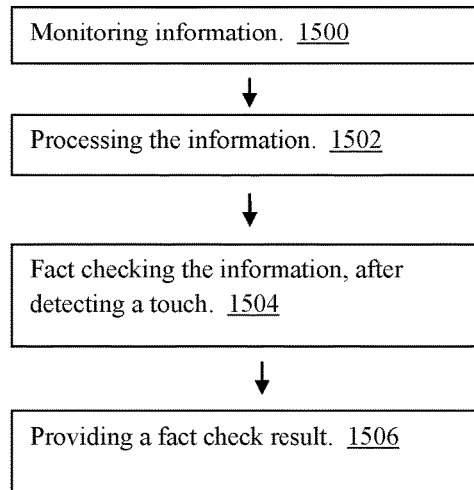 Monitoring information. 1500
Processing the information. 1502
Fact checking the information, after
detecting a touch. 1504
Providing a fact check result. 1506